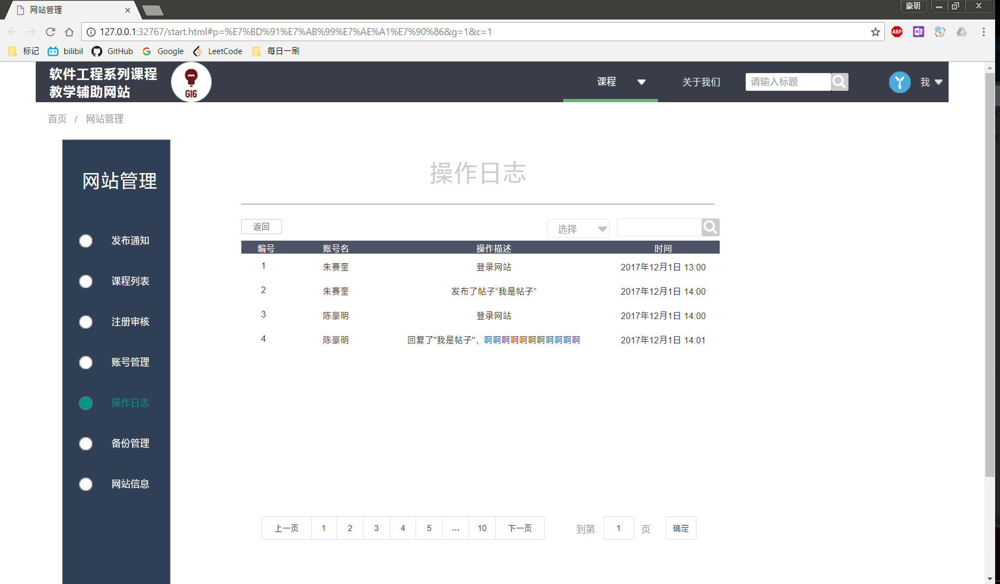 网站管理
豪明
127.0.0.1:32767/start.html#p=%E7%BD%91%E7%AB%99%E7%AE%A1%E7%90%86&g=1&c=1
ABP
N
标记 bilibil GitHub Google LeetCode 每日一刷
软件工程系列课程
教学辅助网站
G16
课程 关于我们 请输入标题 我
首页 / 网站管理
网站管理
发布通知
课程列表
注册审核
账号管理
操作日志
备份管理
网站信息
操作日志
返回 选择
编号 账号名 操作描述 时间
1 朱赛奎 登录网站 2017年12月1日 13:00
2 朱赛奎 发布了帖子“我是帖子” 2017年12月1日 14:00
3 陈豪明 登录网站 2017年12月1日 14:00
4 陈豪明 回复了"我是帖子"，啊啊啊啊啊啊啊啊啊啊啊 2017年12月1日 14:01
上一页 1 2 3 4 5 ... 10 下一页 到第 1 页 确定